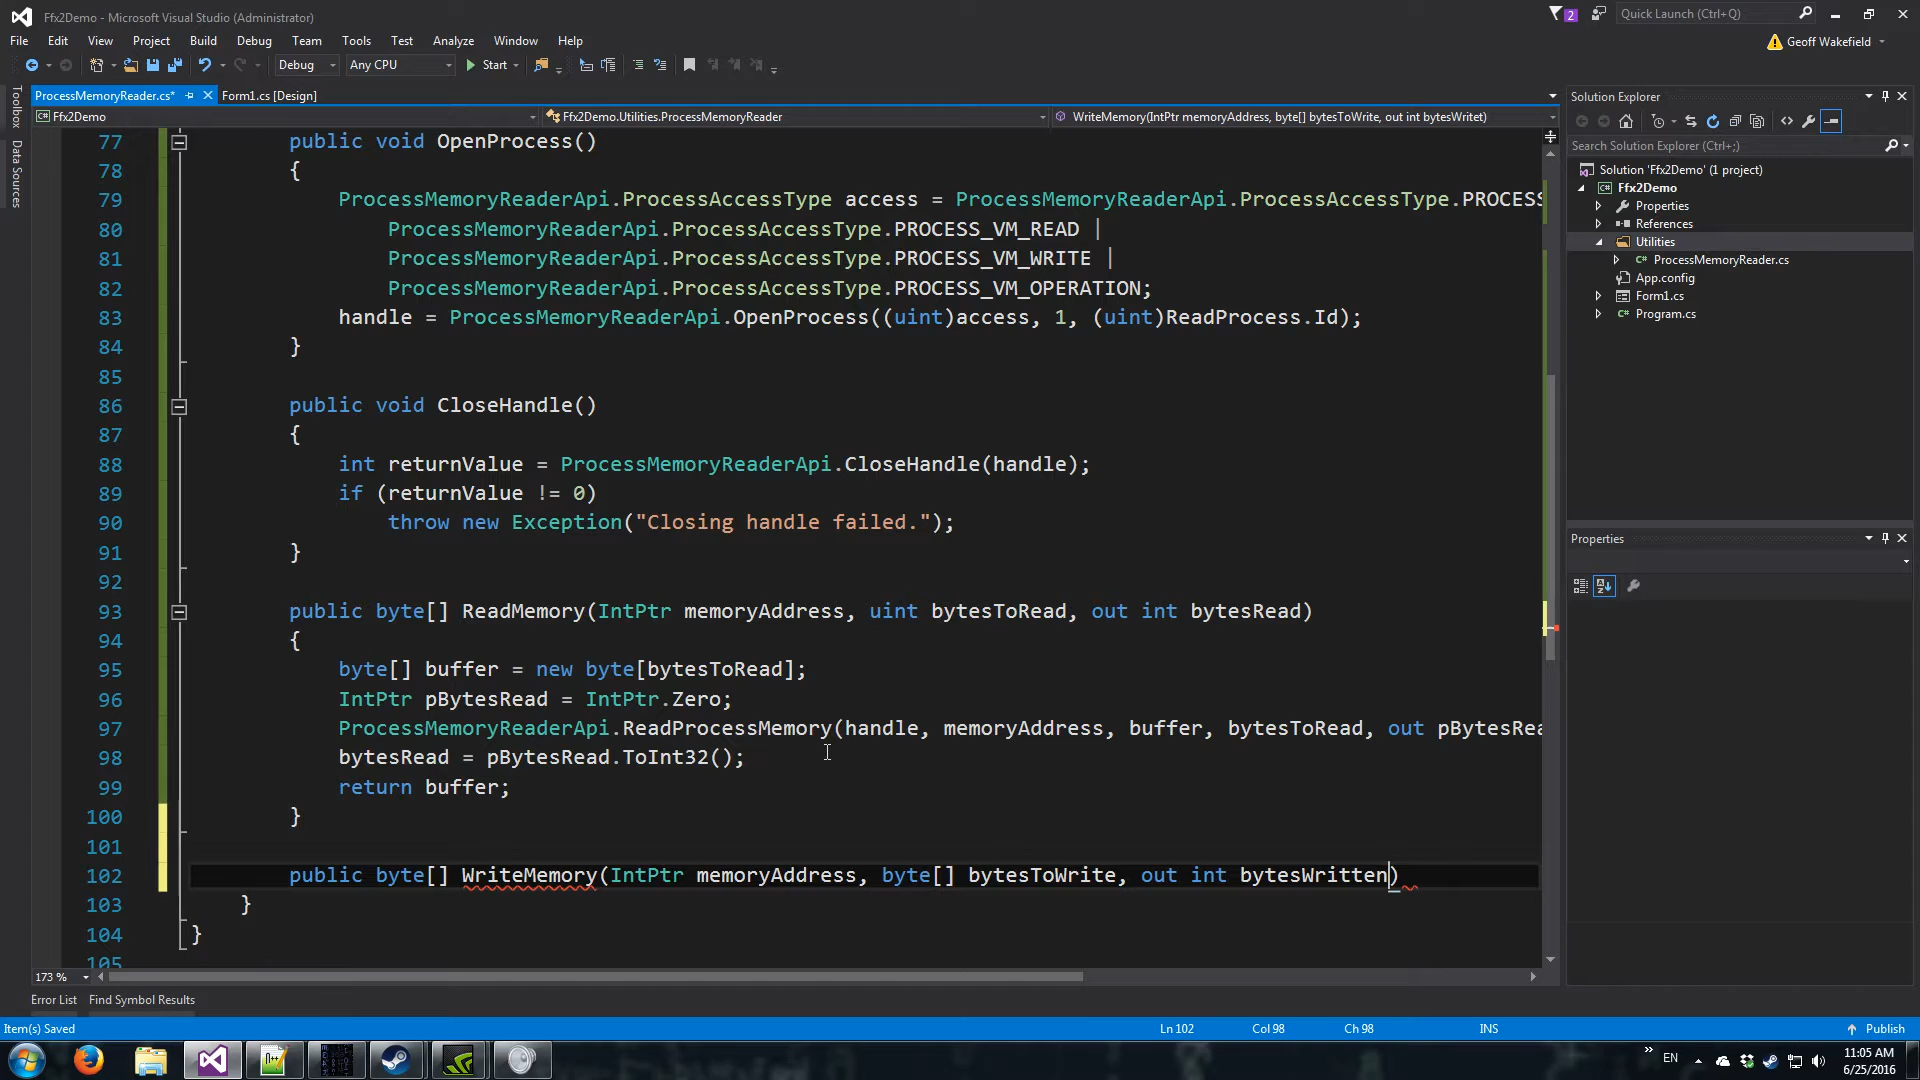 Ffx2Demo - Microsoft Visual Studio (Administrator)
2
Quick Launch (Ctrl+Q)
File Edit View Project Build Debug Team Tools Test Analyze Window Help
Geoff Wakefield
Debug Any CPU Start
ProcessMemoryReader.cs* Form1.cs [Design]
Ffx2Demo Ffx2Demo.Utilities.ProcessMemoryReader WriteMemory(IntPtr memoryAddress, byte[] bytesToWrite, out int bytesWritet)
Toolbox
Data Sources
77 public void OpenProcess()
78 {
79 ProcessMemoryReaderApi.ProcessAccessType access = ProcessMemoryReaderApi.ProcessAccessType.PROCESS
80 ProcessMemoryReaderApi.ProcessAccessType.PROCESS_VM_READ |
81 ProcessMemoryReaderApi.ProcessAccessType.PROCESS_VM_WRITE |
82 ProcessMemoryReaderApi.ProcessAccessType.PROCESS_VM_OPERATION;
83 handle = ProcessMemoryReaderApi.OpenProcess((uint)access, 1, (uint)ReadProcess.Id);
84 }
85
86 public void CloseHandle()
87 {
88 int returnValue = ProcessMemoryReaderApi.CloseHandle(handle);
89 if (returnValue != 0)
90 throw new Exception("Closing handle failed.");
91 }
92
93 public byte[] ReadMemory(IntPtr memoryAddress, uint bytesToRead, out int bytesRead)
94 {
95 byte[] buffer = new byte[bytesToRead];
96 IntPtr pBytesRead = IntPtr.Zero;
97 ProcessMemoryReaderApi.ReadProcessMemory(handle, memoryAddress, buffer, bytesToRead, out pBytesRea
98 bytesRead = pBytesRead.ToInt32();
99 return buffer;
100 }
101
102 public byte[] WriteMemory(IntPtr memoryAddress, byte[] bytesToWrite, out int bytesWritten)
103 }
104 }
105
173 %
Solution Explorer
Search Solution Explorer (Ctrl+;)
Solution 'Ffx2Demo' (1 project)
Ffx2Demo
Properties
References
Utilities
ProcessMemoryReader.cs
App.config
Form1.cs
Program.cs
Properties
Error List Find Symbol Results
Item(s) Saved Ln 102 Col 98 Ch 98 INS Publish
EN
11:05 AM
6/25/2016